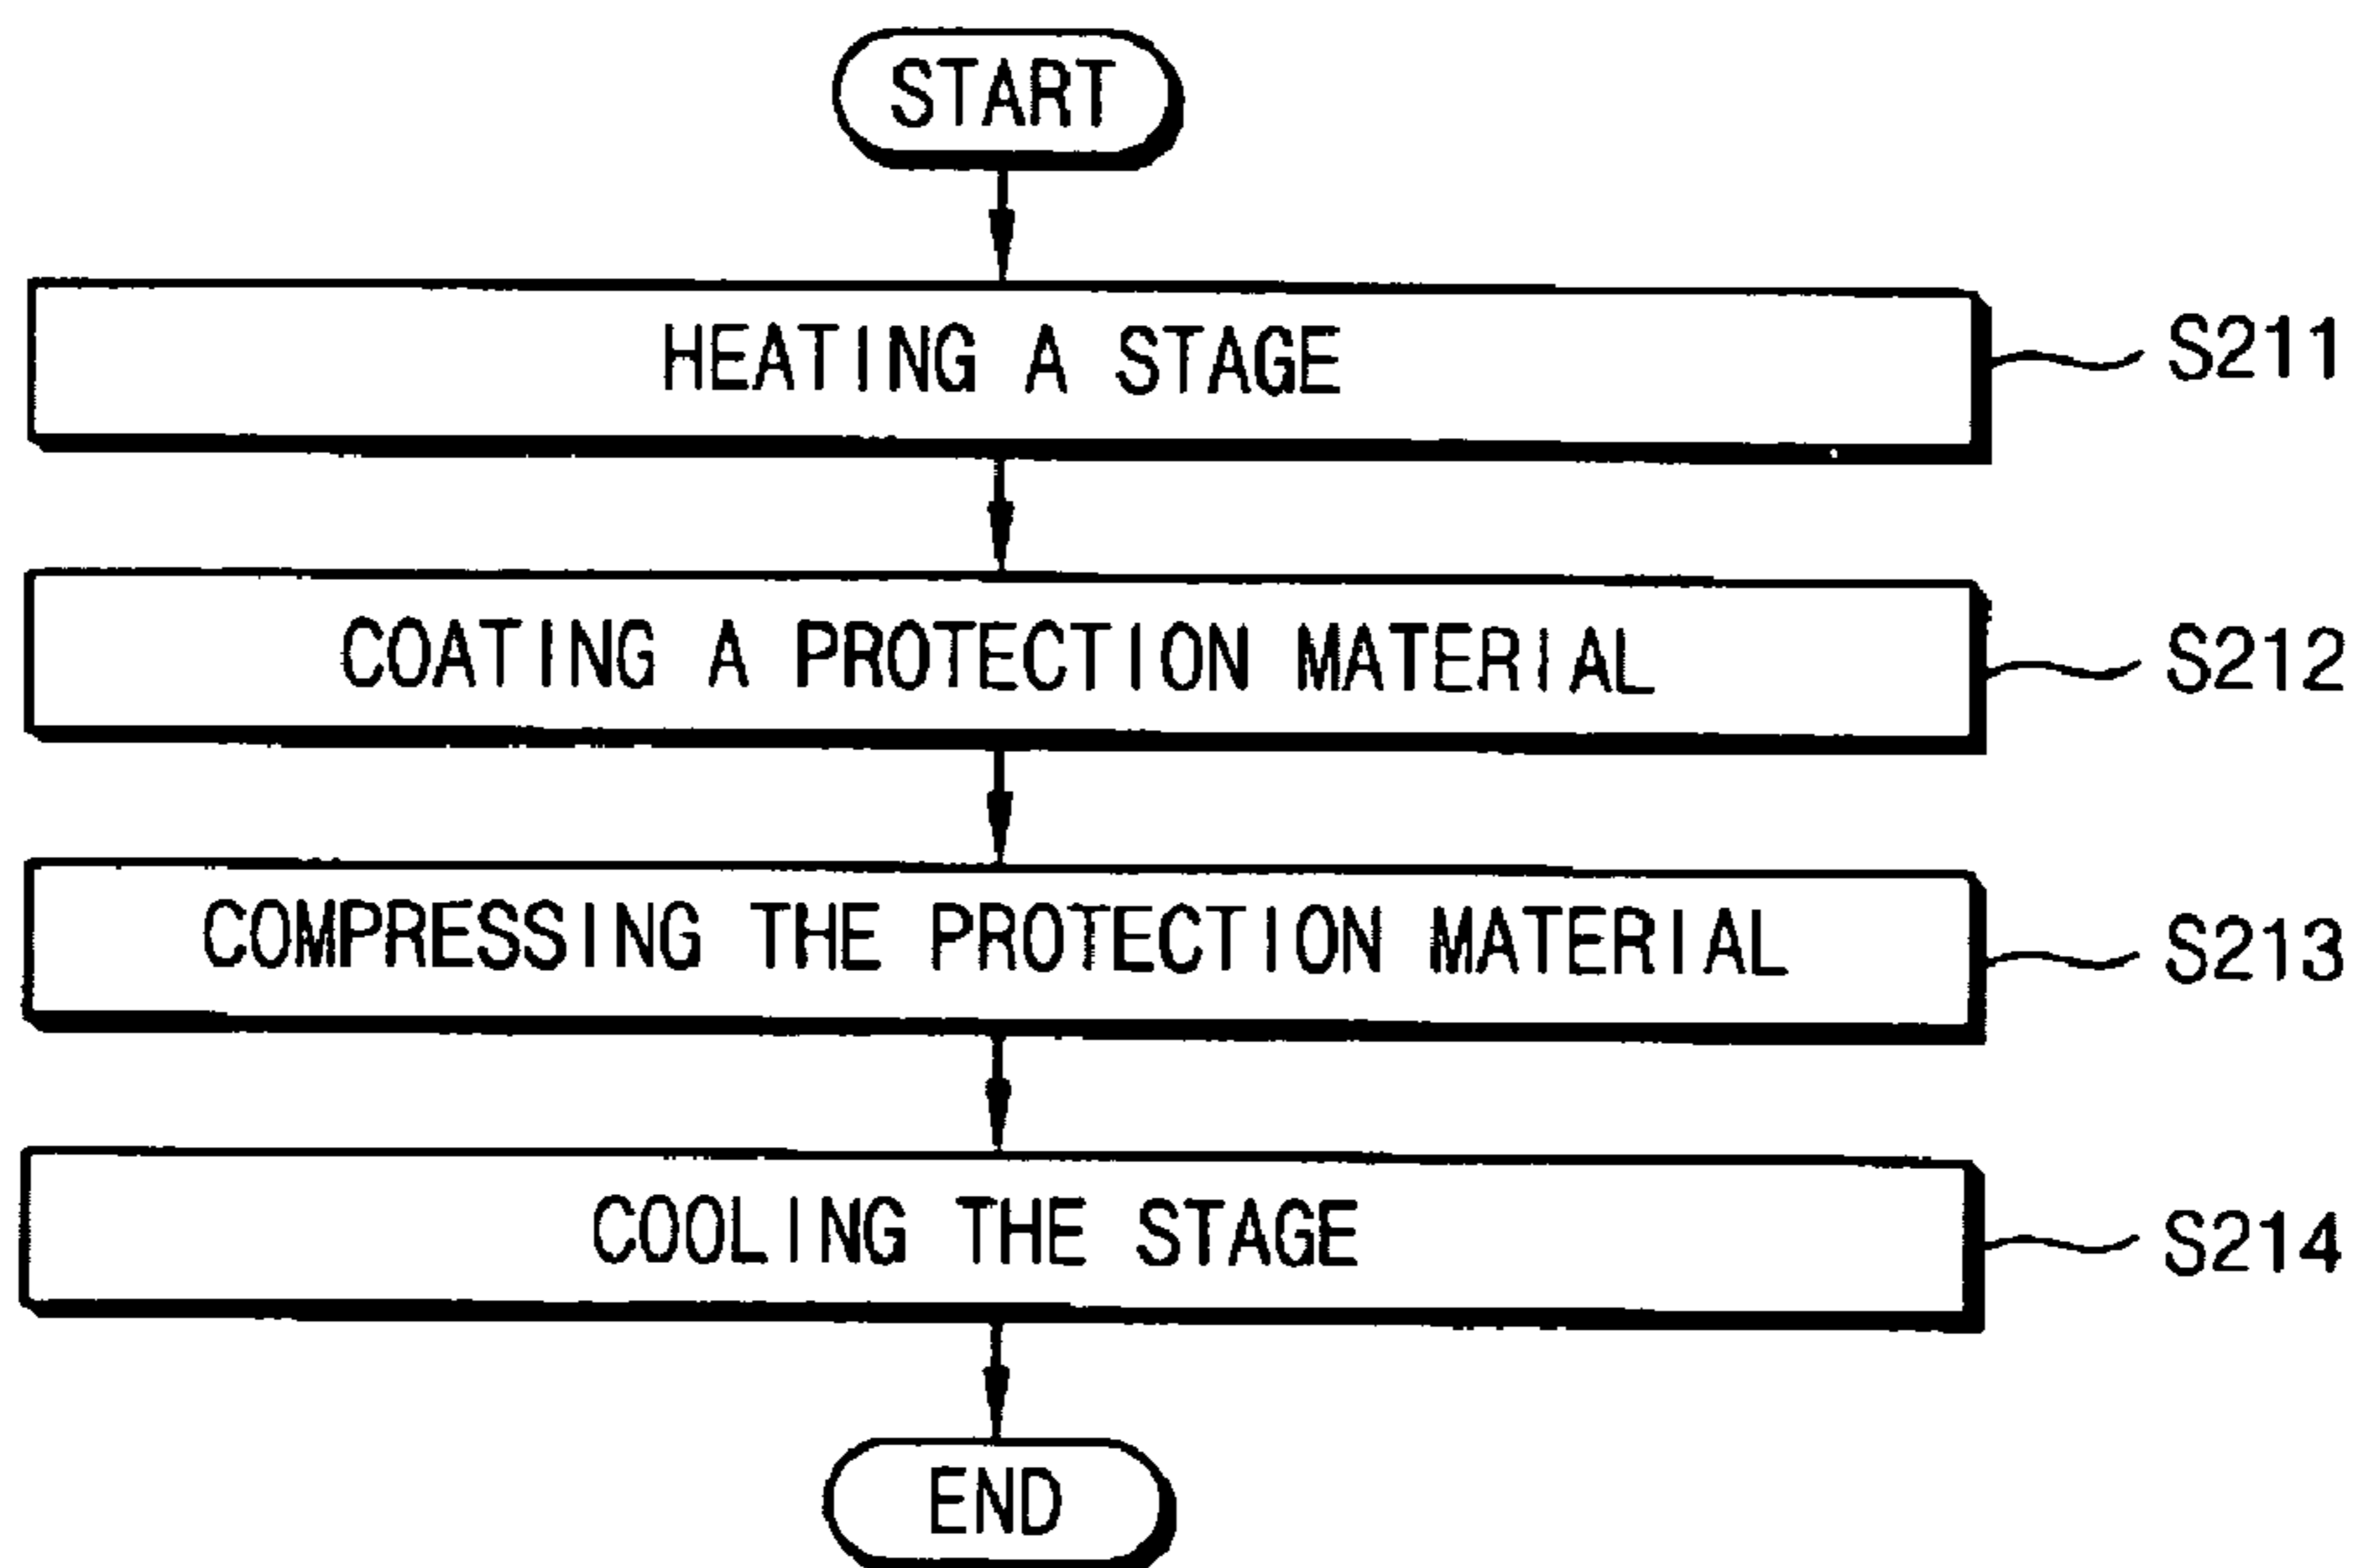 START
HEATING A STAGE
S211
COATING A PROTECTION MATERIAL
S212
COMPRESSING THE PROTECTION MATERIAL
S213
COOLING THE STAGE
S214
END